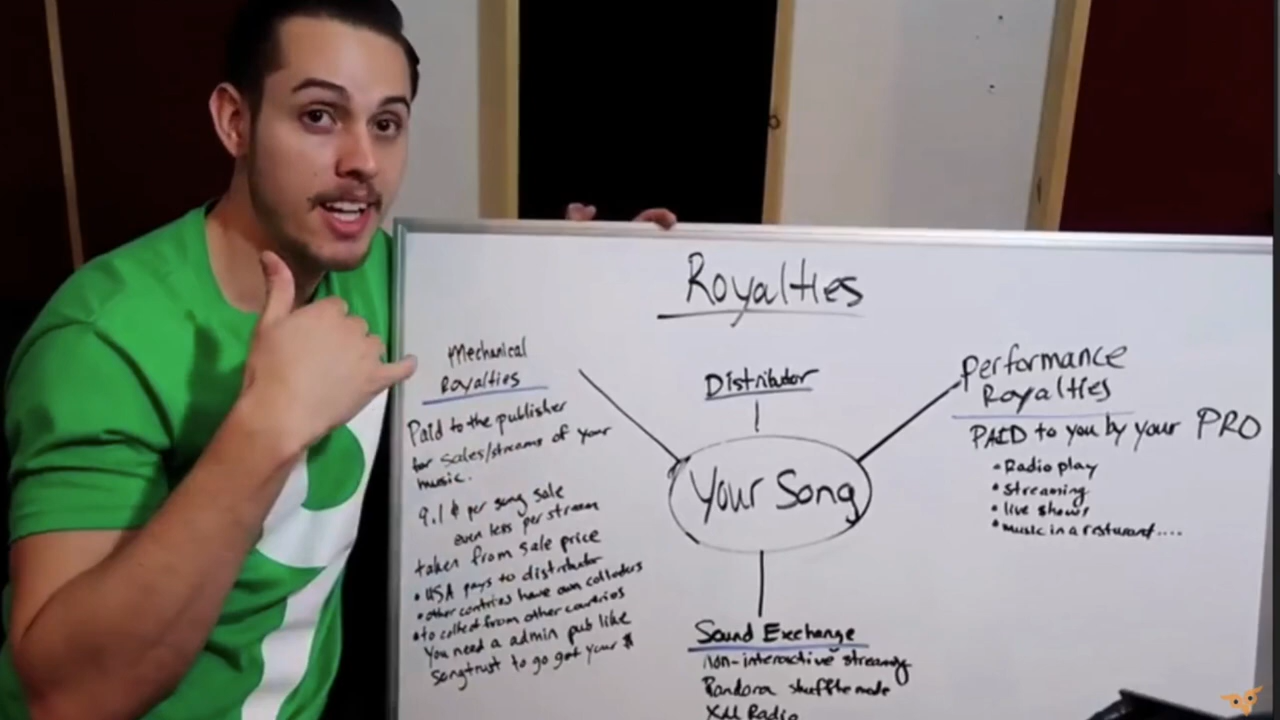 Royalties
Mechanical
Royalties
Paid to the publisher
for sales/streams of your
music.
9.1¢ per song sale
even less per stream
taken from sale price
• USA pays to distributor
• other contries have own
• to collect from other countries
You need a admin pub like
songtrust to go get your $
Distributor
Your Song
Performance
Royalties
PAID to you by your PRO
• Radio play
• streaming
• live shows
• music in a
Sound Exchange
non-interactive streaming
Pandora shuffle mode
XM Radio